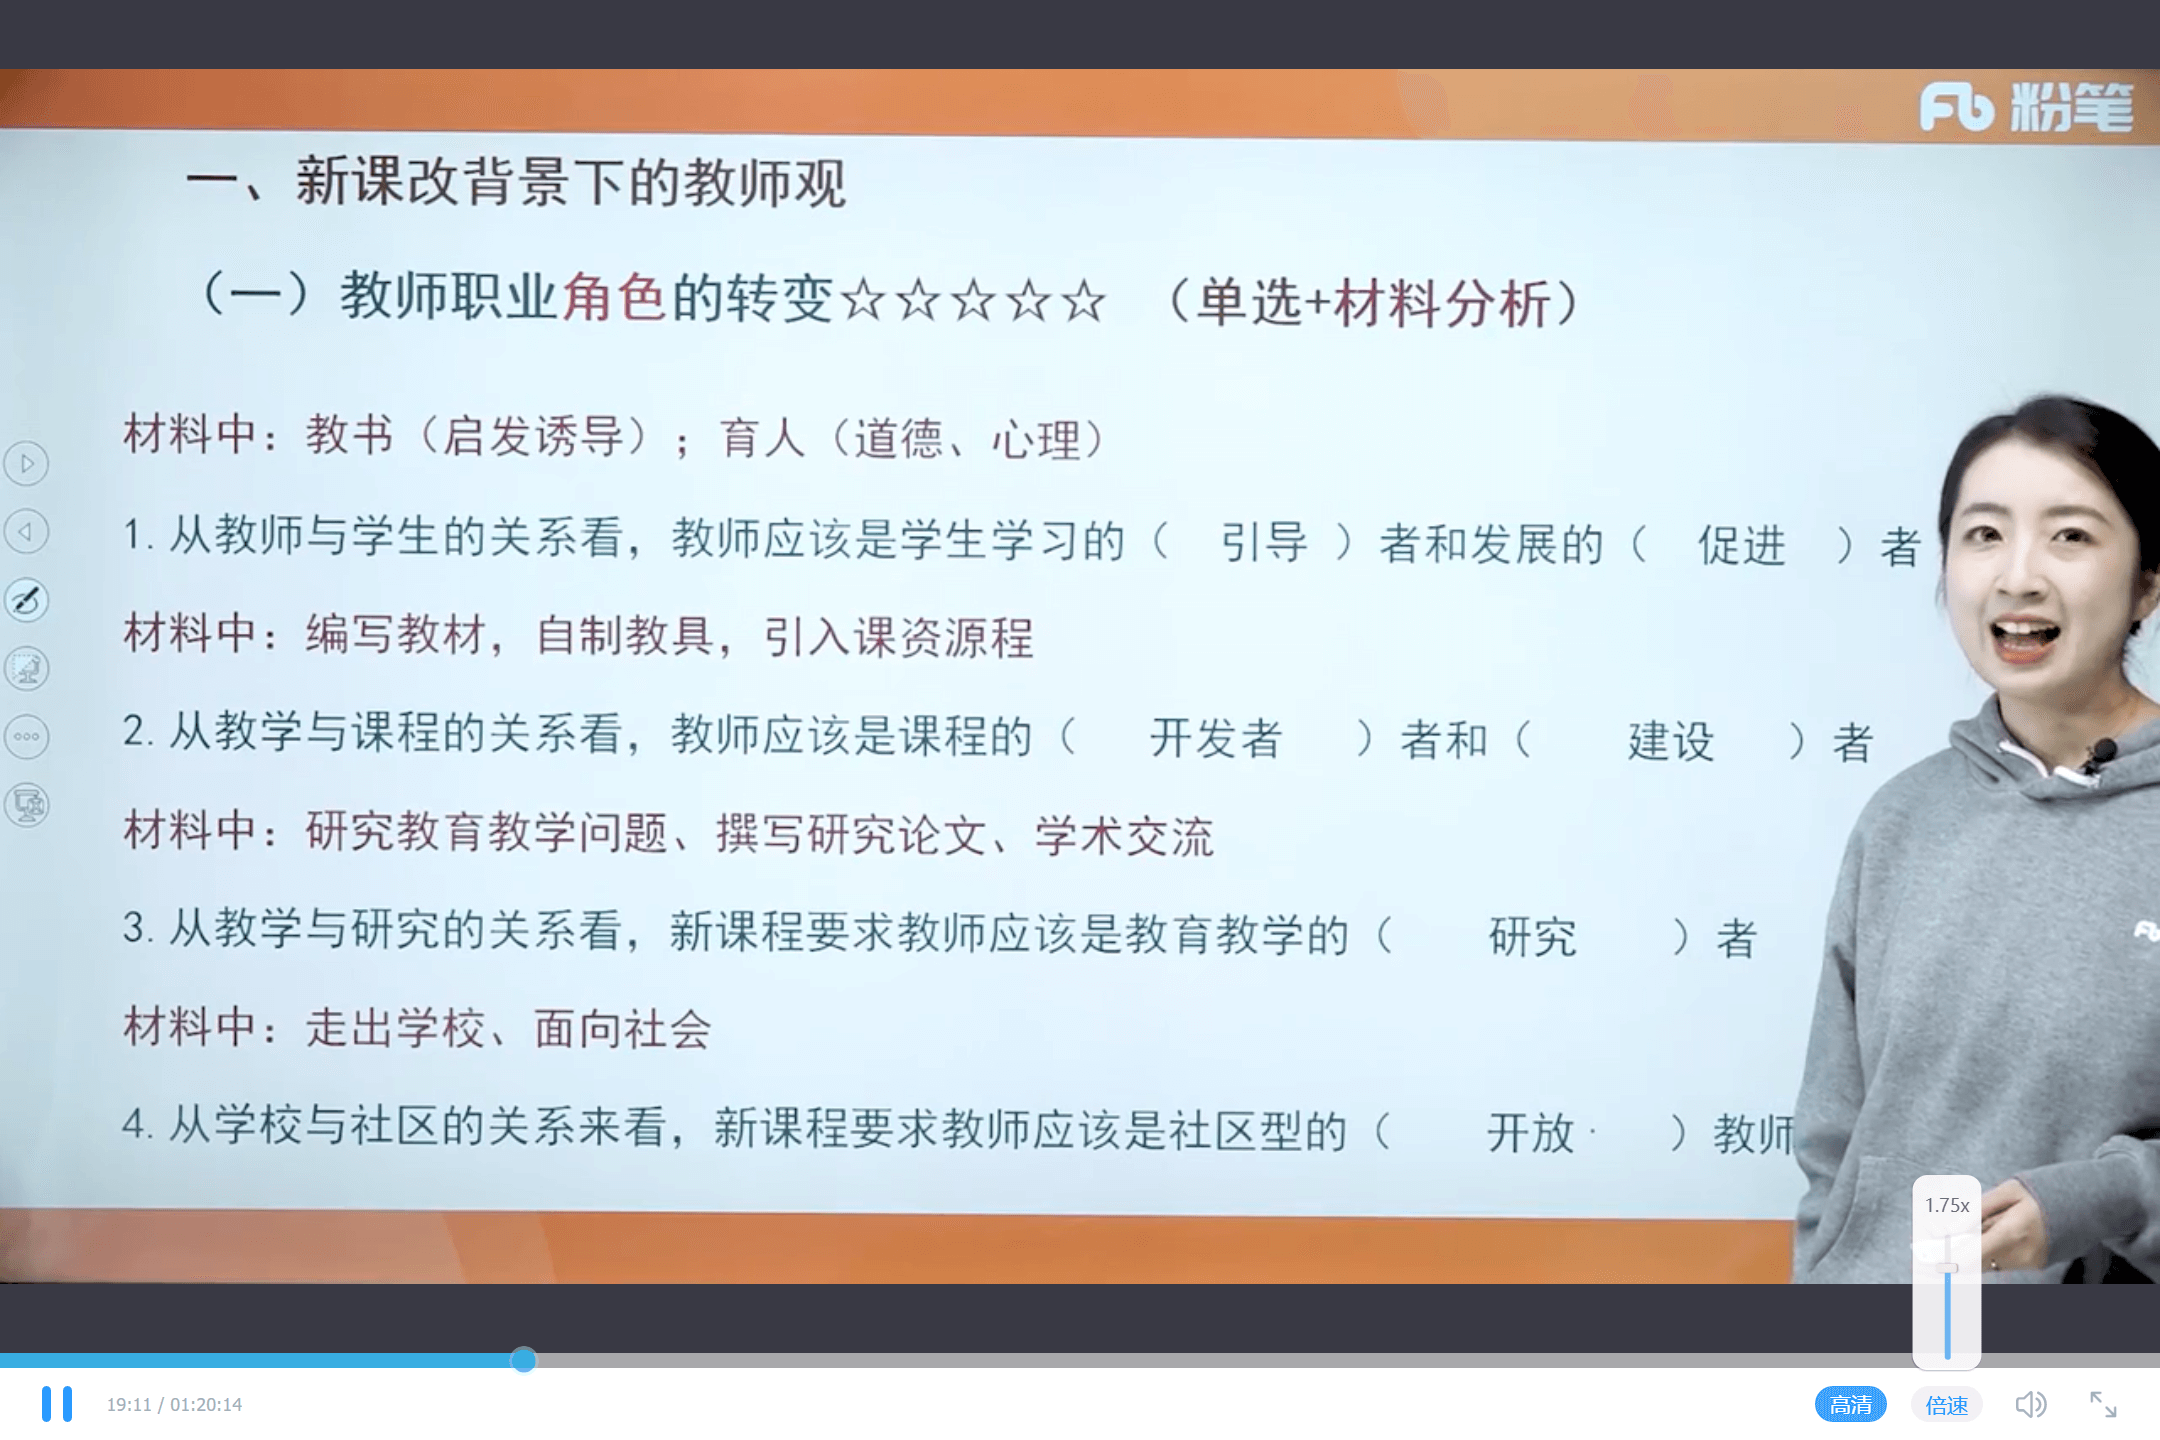 粉笔
一、新课改背景下的教师观
（一）教师职业角色的转变☆☆☆☆☆ （单选+材料分析）
材料中：教书（启发诱导）；育人（道德、心理）
1.从教师与学生的关系看，教师应该是学生学习的（ 引导 ）者和发展的（ 促进 ）者
材料中：编写教材，自制教具，引入课资源程
2.从教学与课程的关系看，教师应该是课程的（ 开发者 ）者和（ 建设 ）者
材料中：研究教育教学问题、撰写研究论文、学术交流
3.从教学与研究的关系看，新课程要求教师应该是教育教学的（ 研究 ）者
材料中：走出学校、面向社会
4.从学校与社区的关系来看，新课程要求教师应该是社区型的（ 开放 ）教师
1.75x
19:11 / 01:20:14
高清
倍速